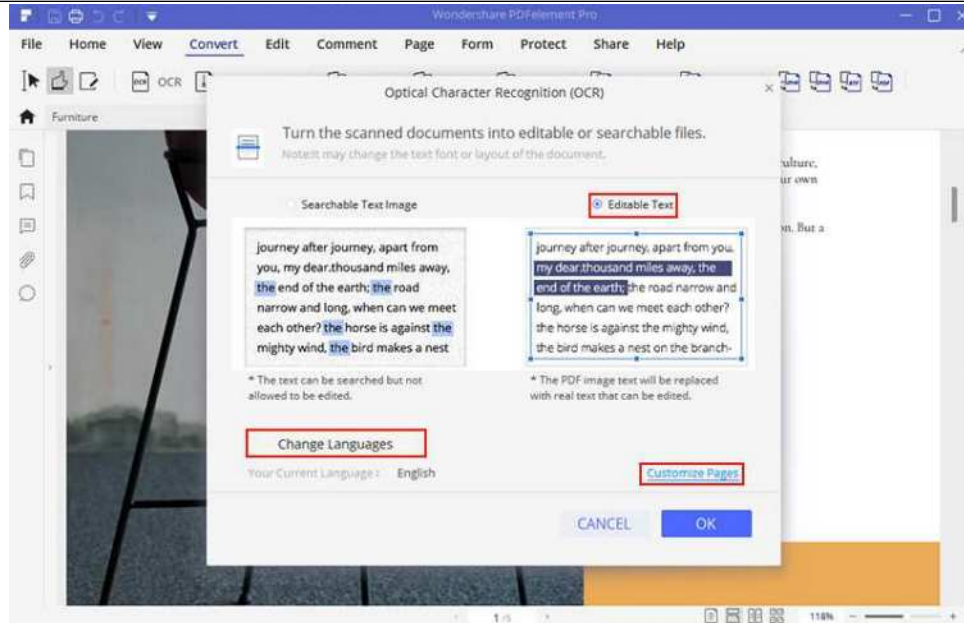 Wondershare PDFelement Pro
File Home View Convert Edit Comment Page Form Protect Share Help
OCR OCR
Optical Character Recognition (OCR)
Furniture
Turn the scanned documents into editable or searchable files.
Note:It may change the text font or layout of the document.
ulture,
ur own
Searchable Text Image
Editable Text
on. But a
journey after journey, apart from
you, my dear.thousand miles away,
the end of the earth; the road
narrow and long, when can we meet
each other? the horse is against the
mighty wind, the bird makes a nest
journey after journey, apart from you,
my dear.thousand miles away, the
end of the earth; the road narrow and
long, when can we meet each other?
the horse is against the mighty wind,
the bird makes a nest on the branch-
* The text can be searched but not
allowed to be edited.
* The PDF image text will be replaced
with real text that can be edited.
Change Languages
Your Current Language : English
Customize Pages
CANCEL OK
1 /5
118%